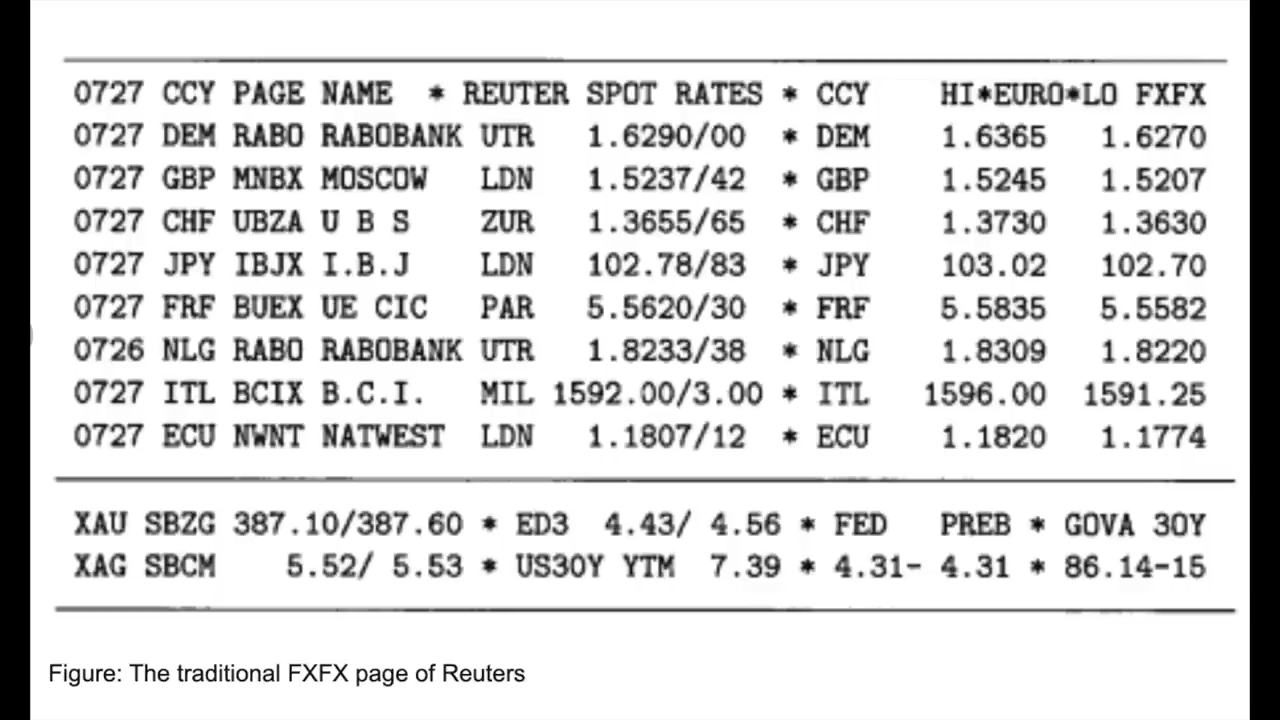 0727 CCY PAGE NAME * REUTER SPOT RATES * CCY HI*EURO*LO FXFX
0727 DEM RABO RABOBANK UTR 1.6290/00 * DEM 1.6365 1.6270
0727 GBP MNBX MOSCOW LDN 1.5237/42 * GBP 1.5245 1.5207
0727 CHF UBZA U B S ZUR 1.3655/65 * CHF 1.3730 1.3630
0727 JPY IBJX I.B.J LDN 102.78/83 * JPY 103.02 102.70
0727 FRF BUEX UE CIC PAR 5.5620/30 * FRF 5.5835 5.5582
0726 NLG RABO RABOBANK UTR 1.8233/38 * NLG 1.8309 1.8220
0727 ITL BCIX B.C.I. MIL 1592.00/3.00 * ITL 1596.00 1591.25
0727 ECU NWNT NATWEST LDN 1.1807/12 * ECU 1.1820 1.1774
XAU SBZG 387.10/387.60 * ED3 4.43/ 4.56 * FED PREB * GOVA 30Y
XAG SBCM 5.52/ 5.53 * US30Y YTM 7.39 * 4.31- 4.31 * 86.14-15
Figure: The traditional FXFX page of Reuters